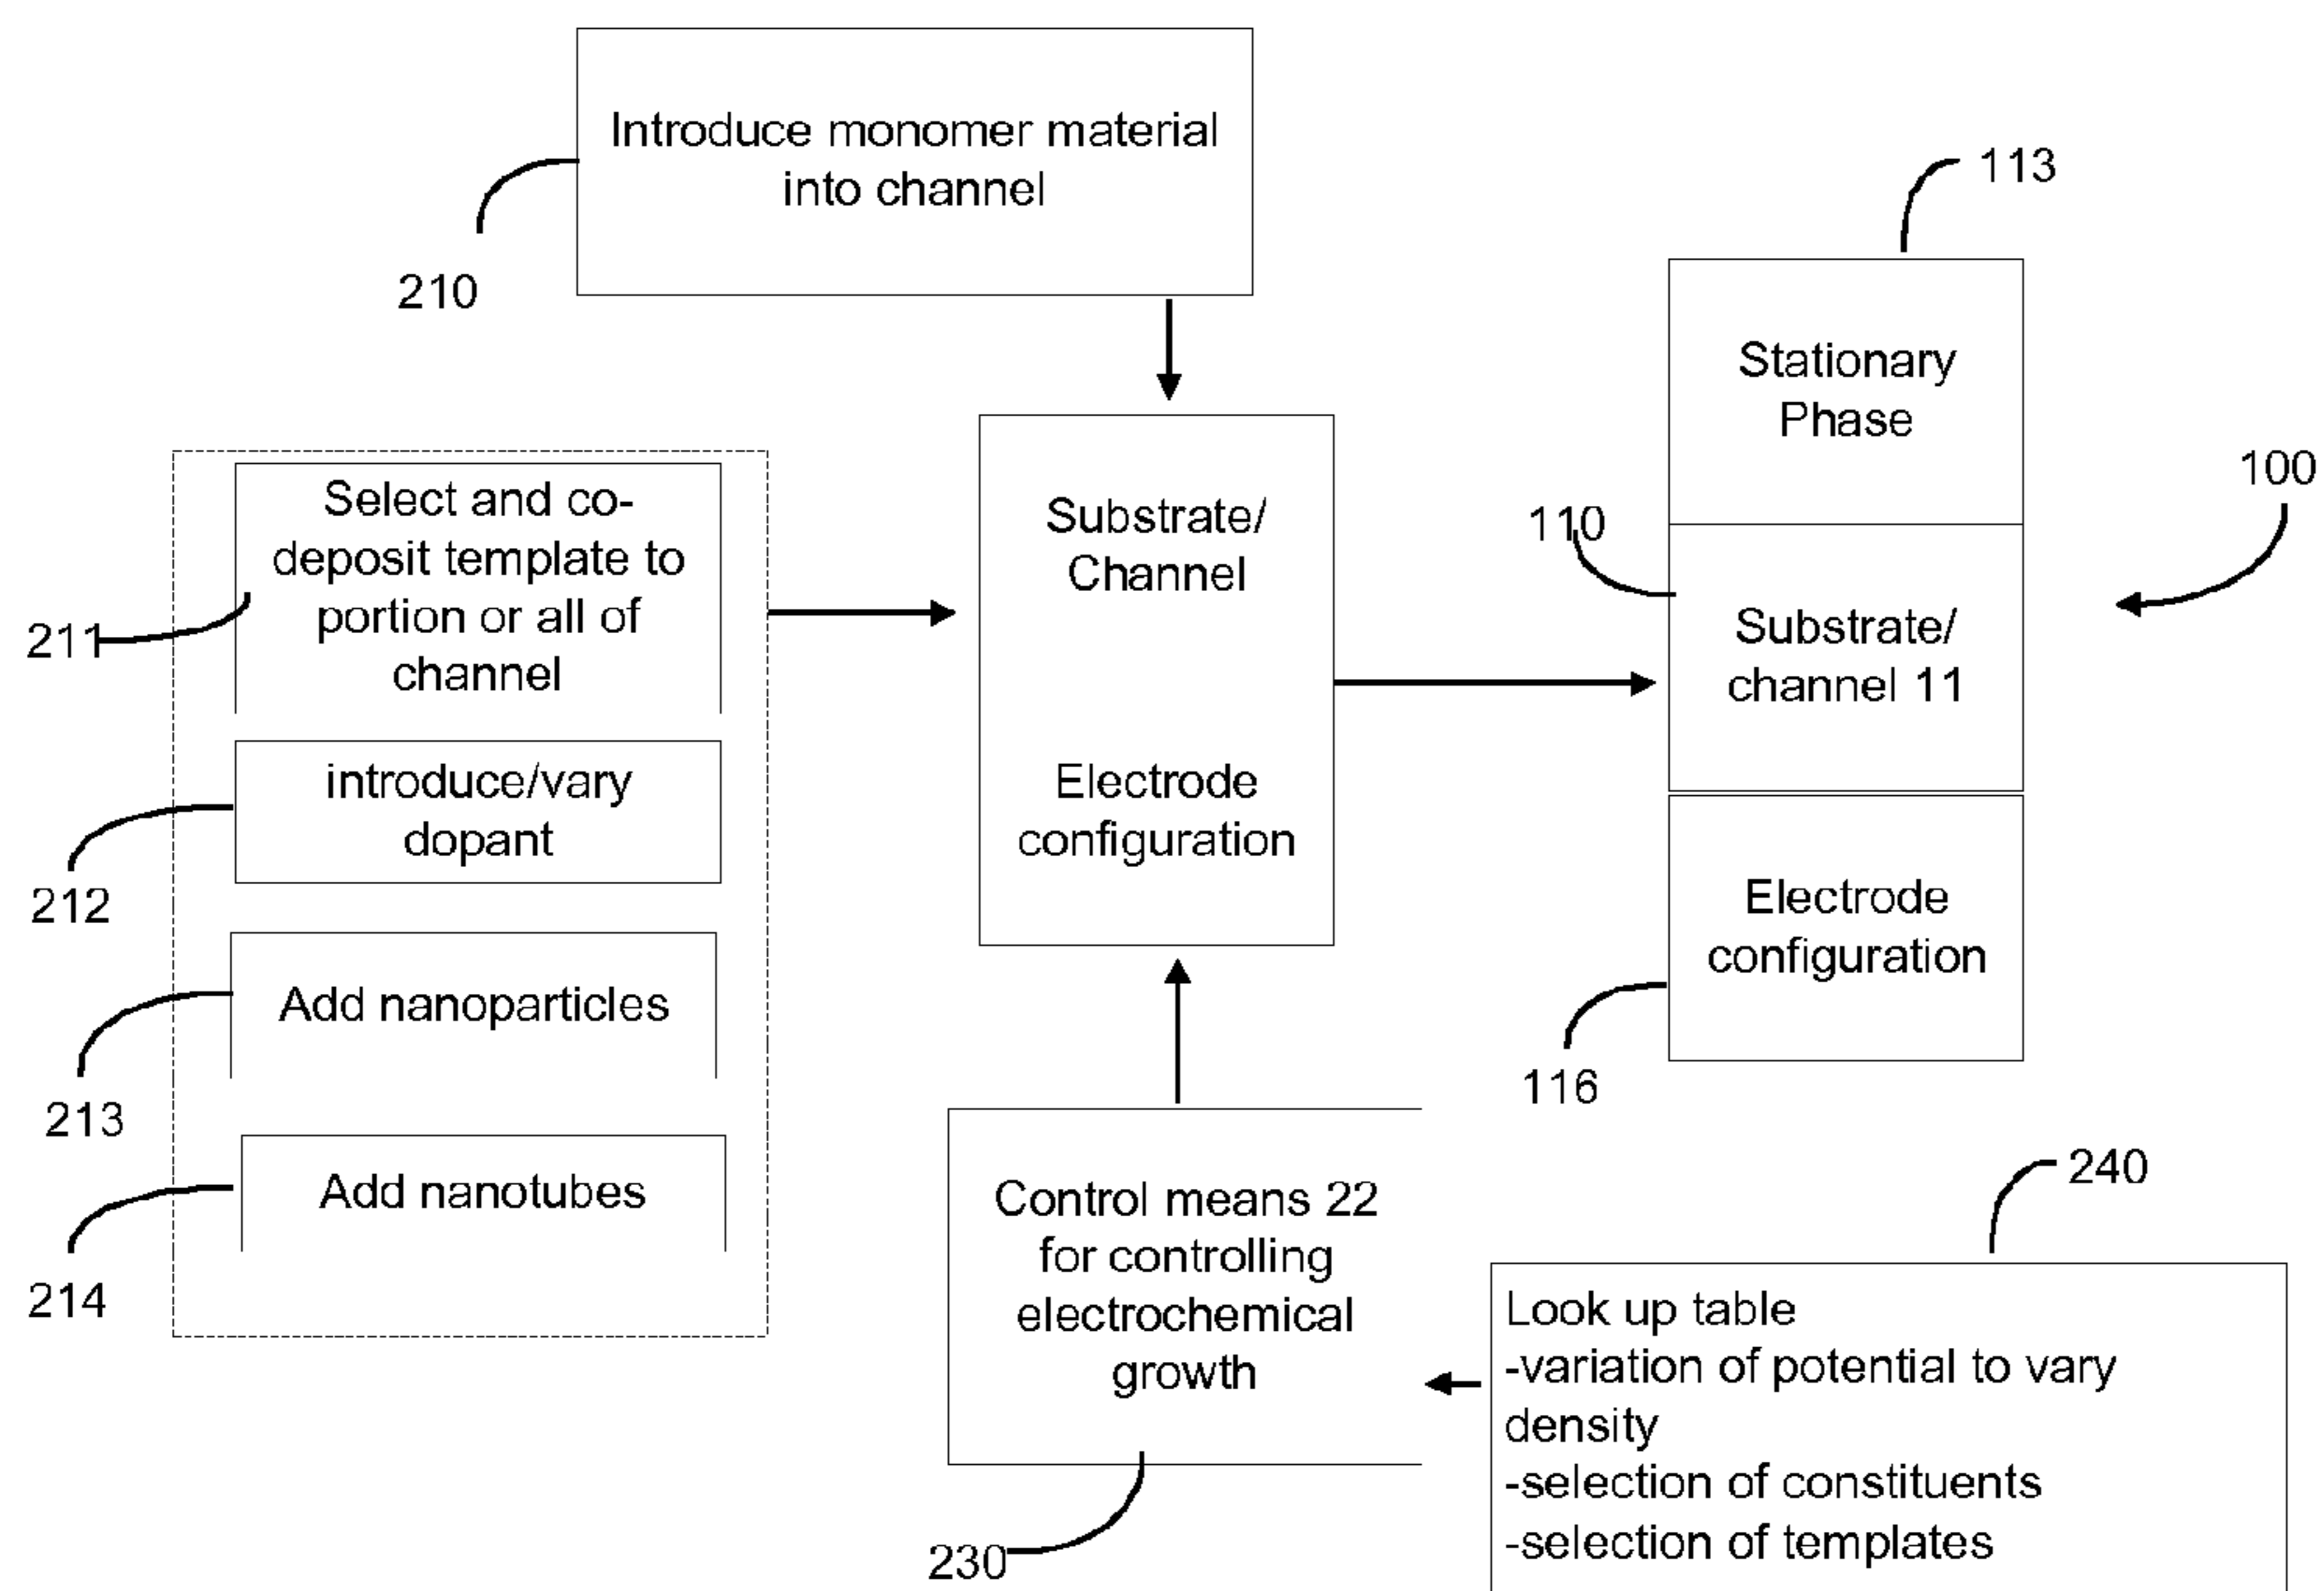 Introduce monomer material
into channel
210
113
Stationary
Phase
100
110
Substrate/
channel 11
Electrode
configuration
116
Select and co-
deposit template to
portion or all of
channel
211
introduce/vary
dopant
212
Add nanoparticles
213
Add nanotubes
214
Substrate/
Channel
Electrode
configuration
Control means 22
for controlling
electrochemical
growth
230
240
Look up table
-variation of potential to vary
density
-selection of constituents
-selection of templates